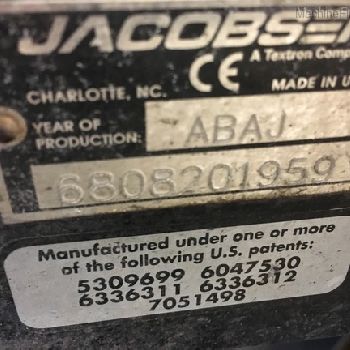 MachineFi
JACOBSE
A Textron Comp
CE
CHARLOTTE, NC.
MADE IN U
YEAR OF
PRODUCTION:
ABAJ
6808201959
Manufactured under one or more
of the following U.S. patents:
5309699 6047530
6336311 6336312
7051498